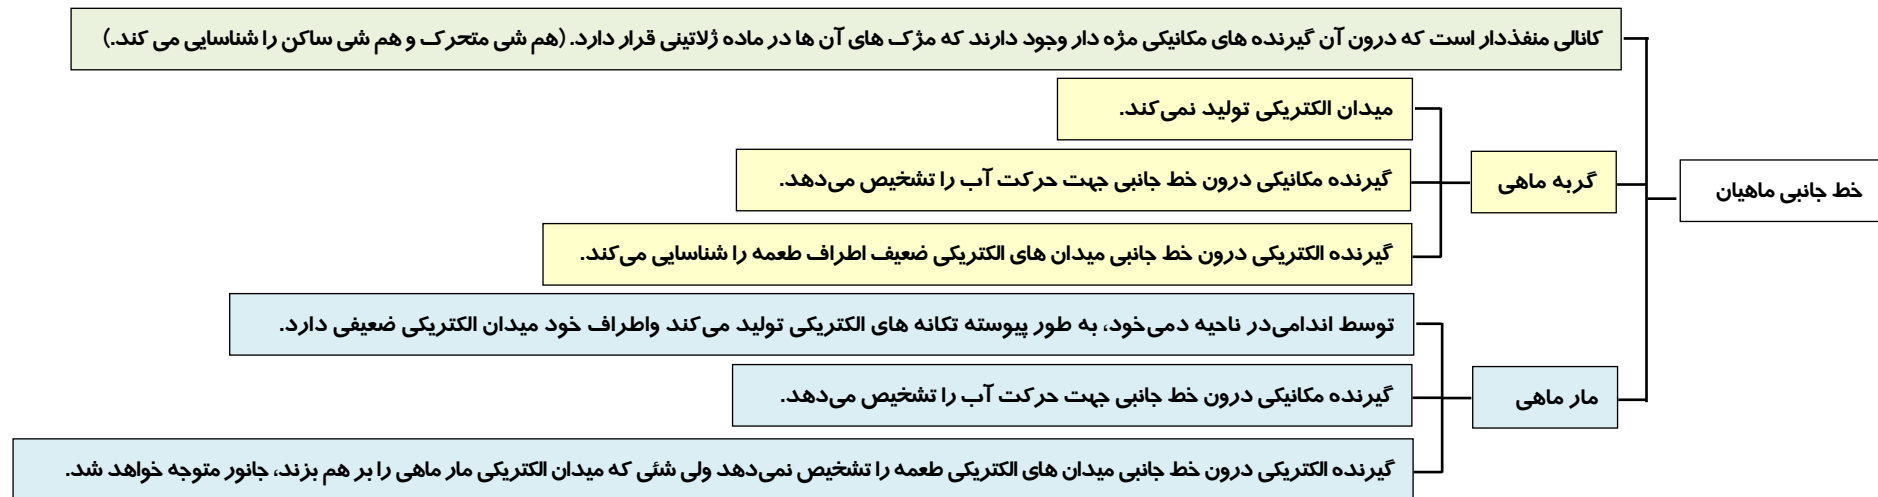 خط جانبی ماهیان
کانالی منفذدار است که درون آن گیرنده های مکانیکی مژه دار وجود دارند که مژک های آن ها در ماده ژلاتینی قرار دارد. (هم شی متحرک و هم شی ساکن را شناسایی می کند.)
گربه ماهی
میدان الکتریکی تولید نمی‌کند.
گیرنده مکانیکی درون خط جانبی جهت حرکت آب را تشخیص می‌دهد.
گیرنده الکتریکی درون خط جانبی میدان های الکتریکی ضعیف اطراف طعمه را شناسایی می‌کند.
مار ماهی
توسط اندامی‌در ناحیه دمی‌خود، به طور پیوسته تکانه های الکتریکی تولید می‌کند واطراف خود میدان الکتریکی ضعیفی دارد.
گیرنده مکانیکی درون خط جانبی جهت حرکت آب را تشخیص می‌دهد.
گیرنده الکتریکی درون خط جانبی میدان های الکتریکی طعمه را تشخیص نمی‌دهد ولی شئی که میدان الکتریکی مار ماهی را بر هم بزند، جانور متوجه خواهد شد.